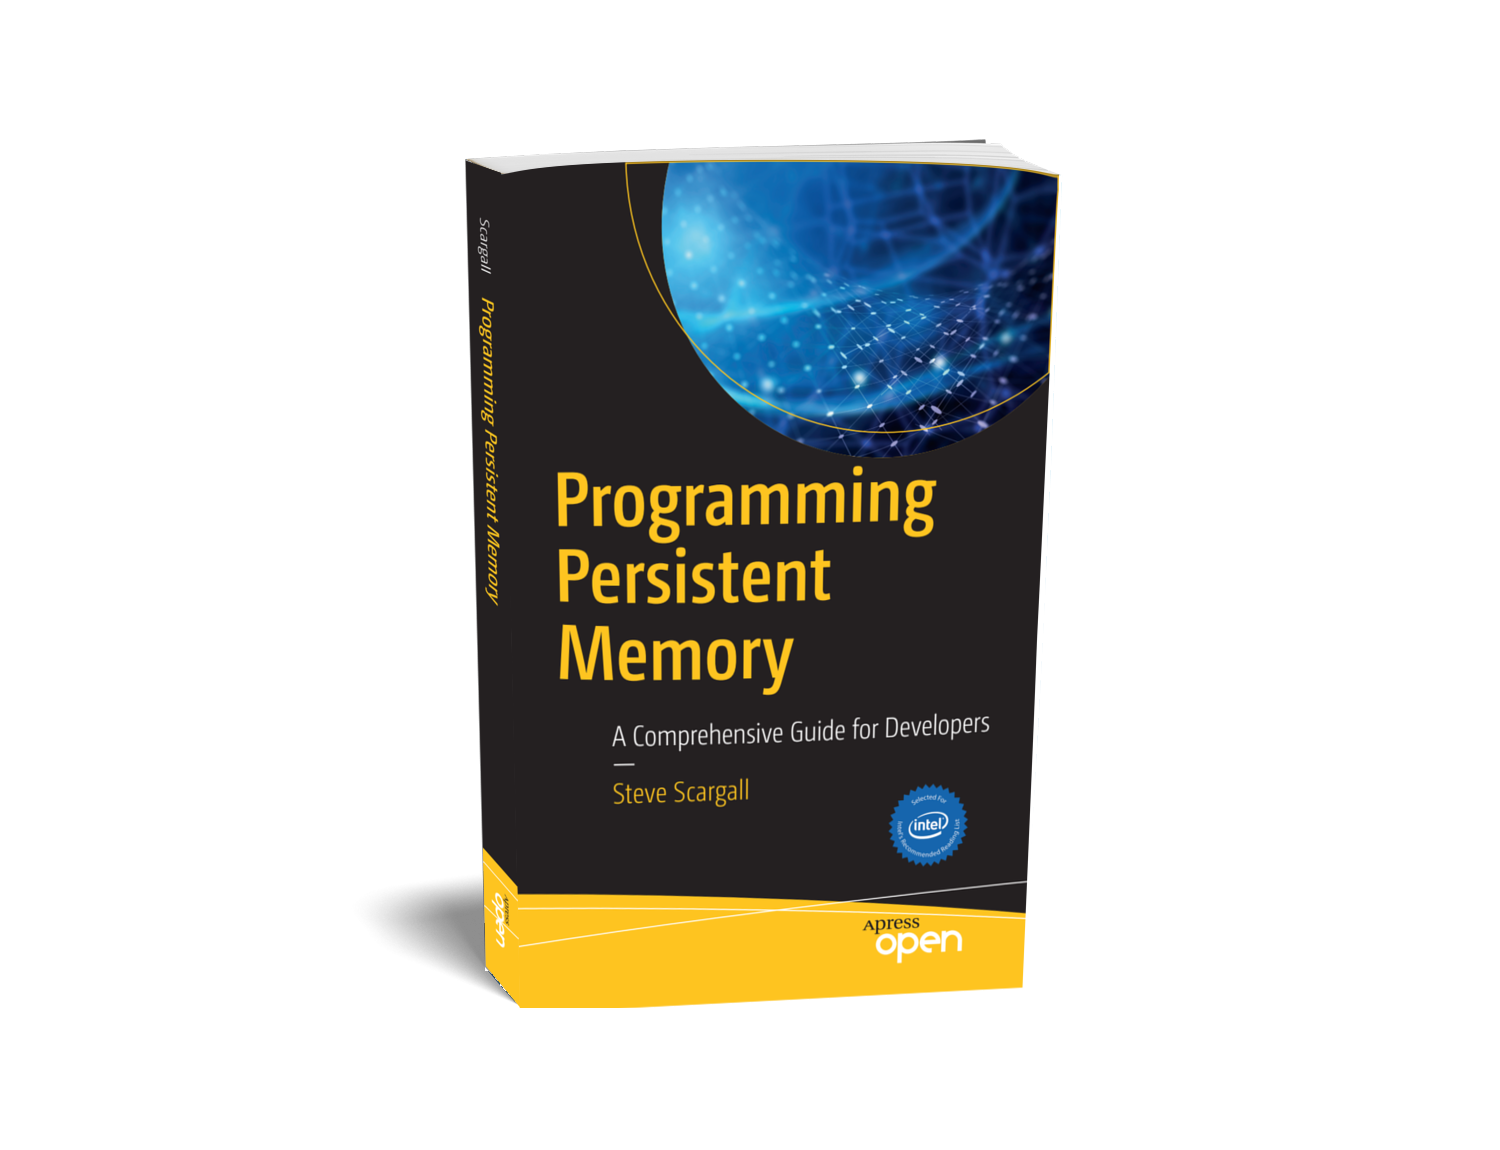 Scargall Programming Persistent Memory
Apress
open
Programming
Persistent
Memory
A Comprehensive Guide for Developers
Steve Scargall
Selected For
intel
Intel's Recommended Reading List
Apress
open